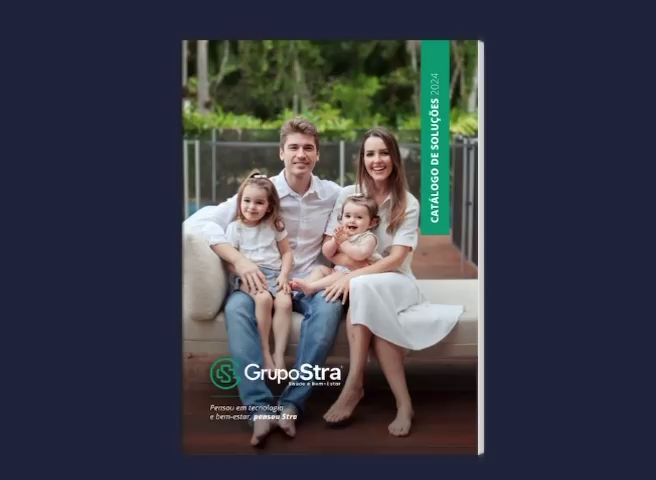 CATÁLOGO DE SOLUÇÕES 2024
GrupoStra
Saúde e Bem-Estar
Pensou em tecnologia
e bem-estar, pensou Stra